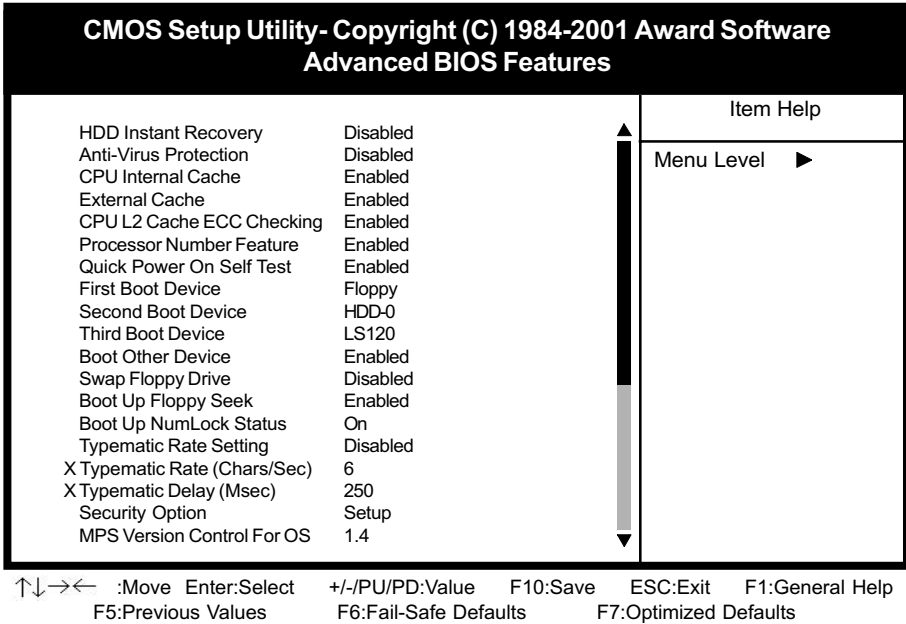 CMOS Setup Utility- Copyright (C) 1984-2001 Award Software
Advanced BIOS Features
Item Help
Menu Level ▶
HDD Instant Recovery Disabled
Anti-Virus Protection Disabled
CPU Internal Cache Enabled
External Cache Enabled
CPU L2 Cache ECC Checking Enabled
Processor Number Feature Enabled
Quick Power On Self Test Enabled
First Boot Device Floppy
Second Boot Device HDD-0
Third Boot Device LS120
Boot Other Device Enabled
Swap Floppy Drive Disabled
Boot Up Floppy Seek Enabled
Boot Up NumLock Status On
Typematic Rate Setting Disabled
X Typematic Rate (Chars/Sec) 6
X Typematic Delay (Msec) 250
Security Option Setup
MPS Version Control For OS 1.4
↑↓→← :Move Enter:Select +/-/PU/PD:Value F10:Save ESC:Exit F1:General Help
F5:Previous Values F6:Fail-Safe Defaults F7:Optimized Defaults